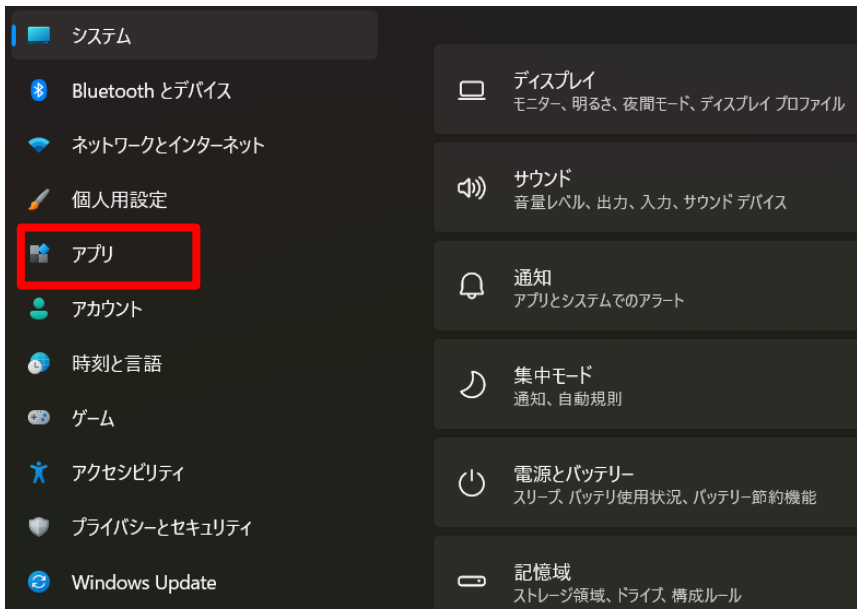 システム
Bluetooth とデバイス
ネットワークとインターネット
個人用設定
アプリ
アカウント
時刻と言語
ゲーム
アクセシビリティ
プライバシーとセキュリティ
Windows Update
ディスプレイ
モニター、明るさ、夜間モード、ディスプレイ プロファイル
サウンド
音量レベル、出力、入力、サウンド デバイス
通知
アプリとシステムでのアラート
集中モード
通知、自動規則
電源とバッテリー
スリープ、バッテリ使用状況、バッテリー節約機能
記憶域
ストレージ領域、ドライブ、構成ルール